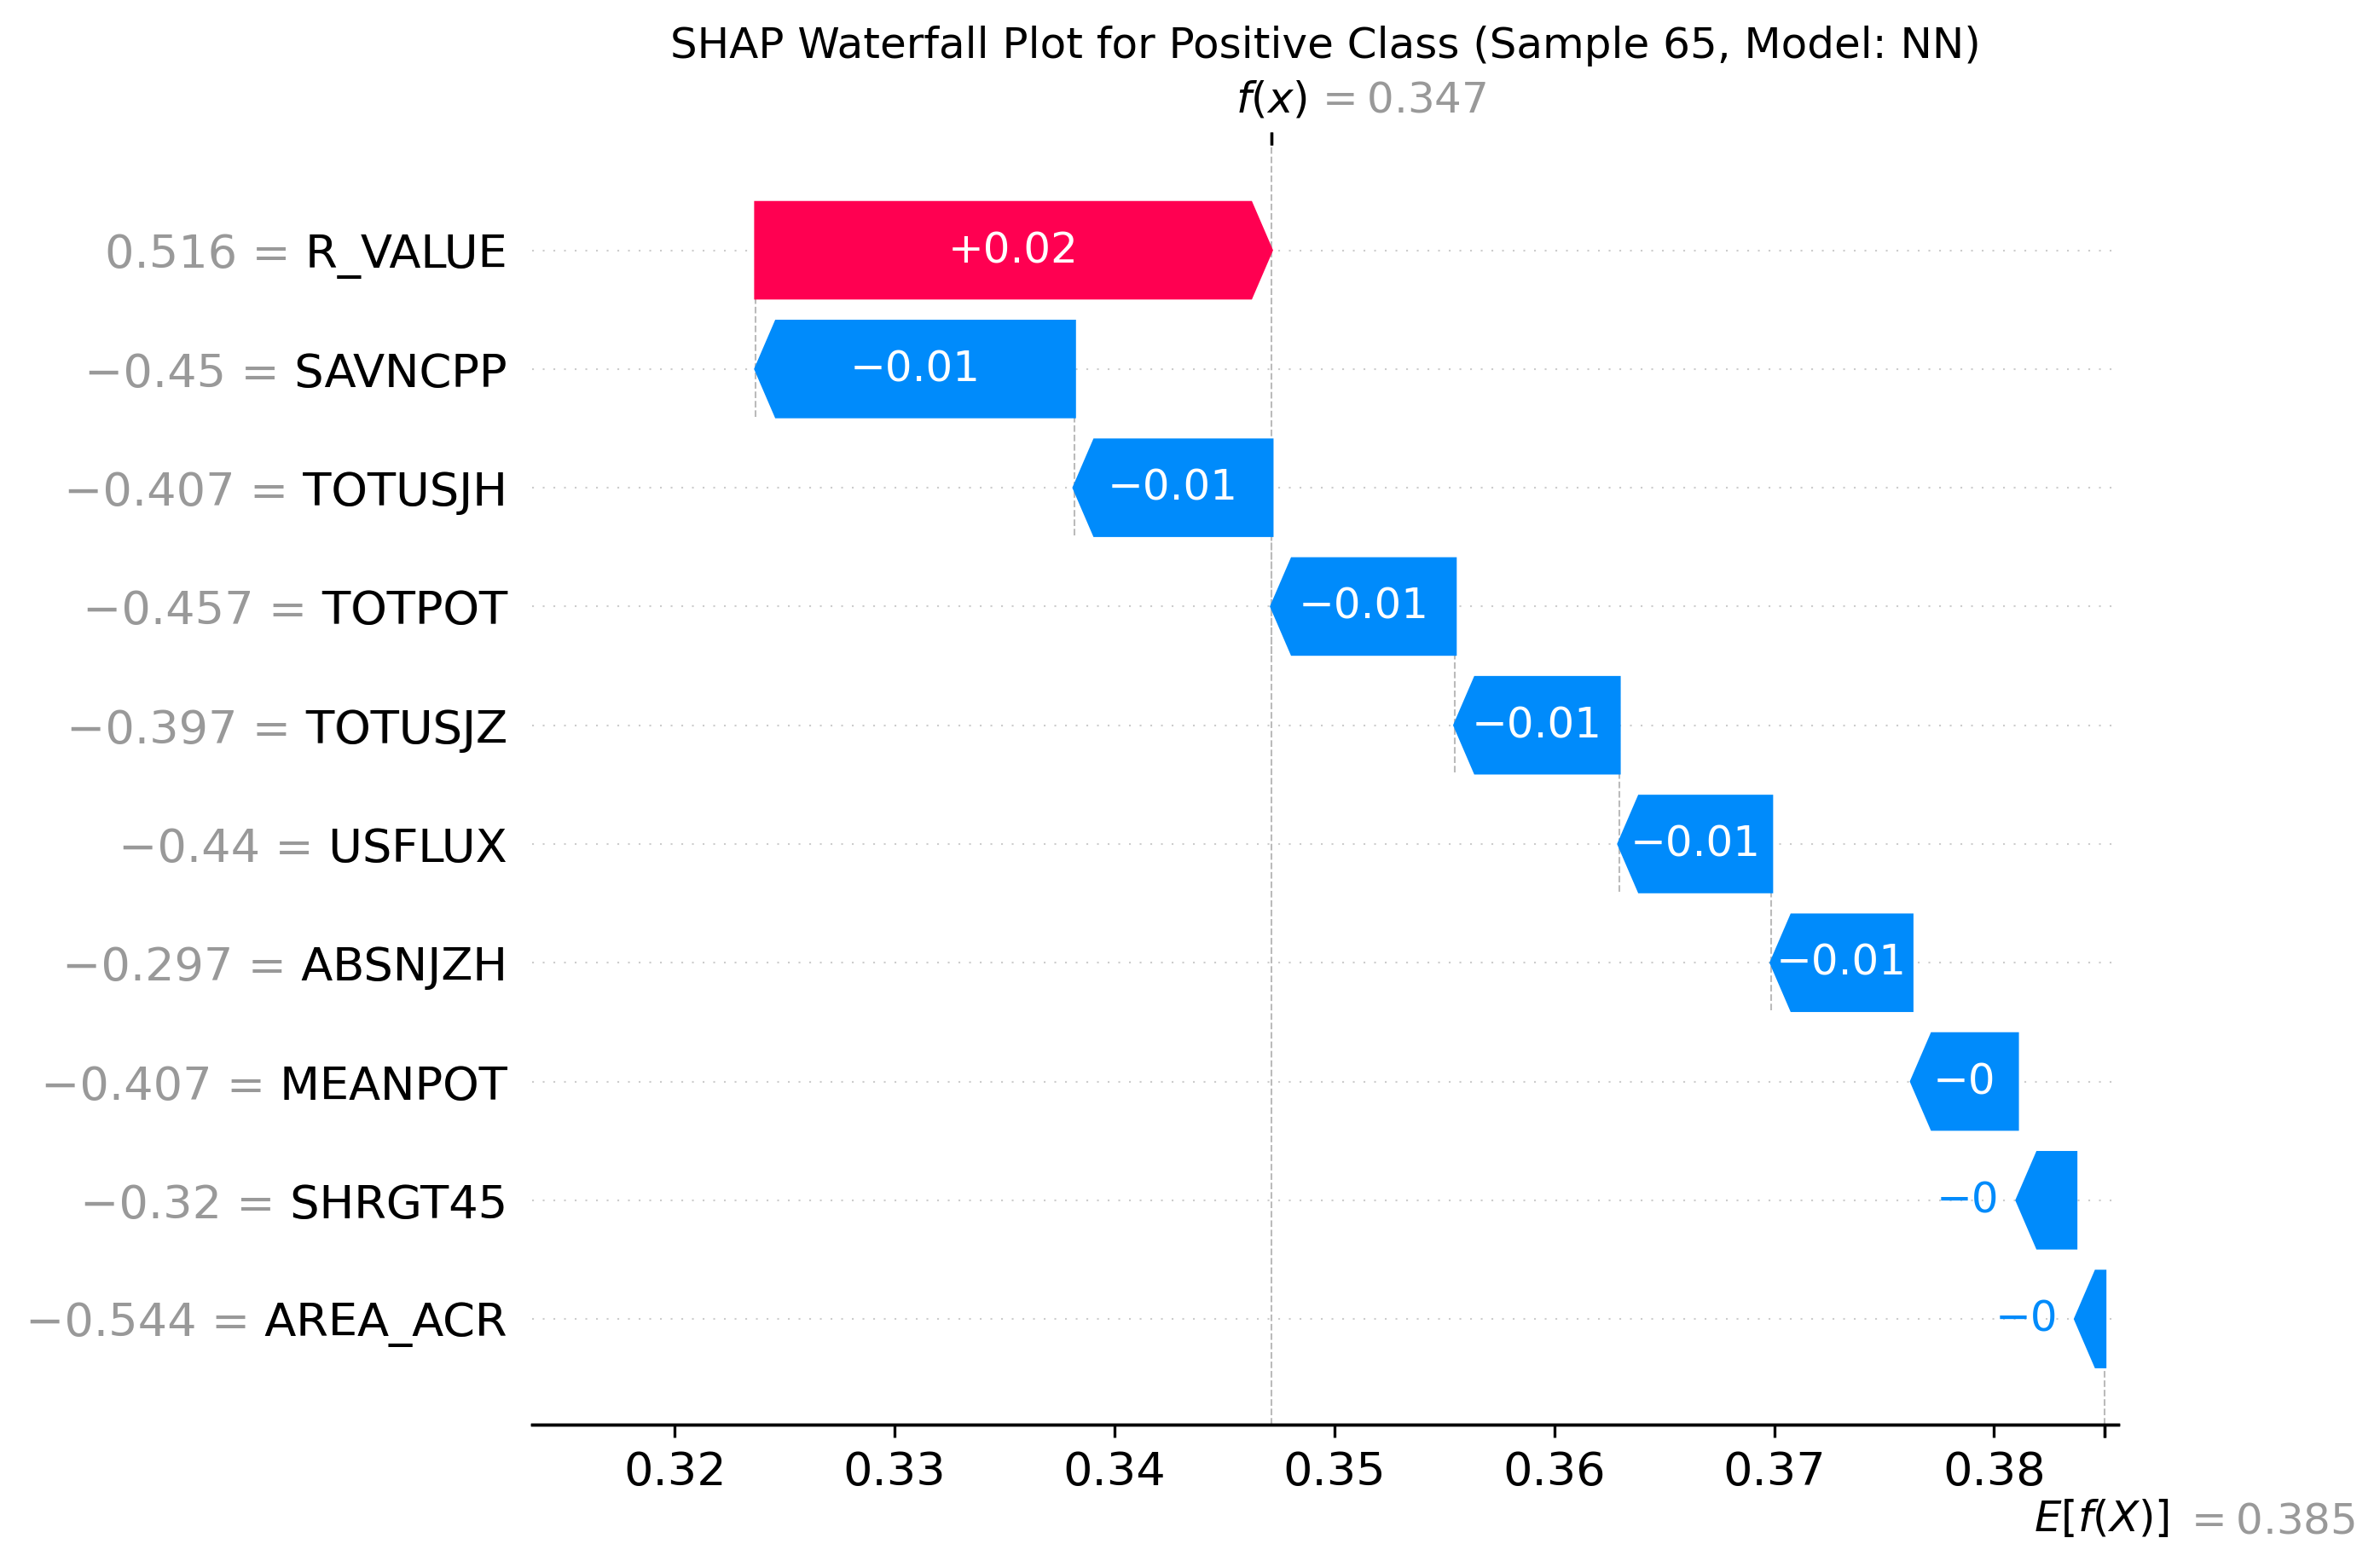 SHAP Waterfall Plot for Positive Class (Sample 65, Model: NN)
f(x) = 0.347
0.516 = R_VALUE +0.02
−0.45 = SAVNCPP −0.01
−0.407 = TOTUSJH −0.01
−0.457 = TOTPOT −0.01
−0.397 = TOTUSJZ −0.01
−0.44 = USFLUX −0.01
−0.297 = ABSNJZH −0.01
−0.407 = MEANPOT −0
−0.32 = SHRGT45 −0
−0.544 = AREA_ACR −0
0.32 0.33 0.34 0.35 0.36 0.37 0.38
E[f(X)] = 0.385